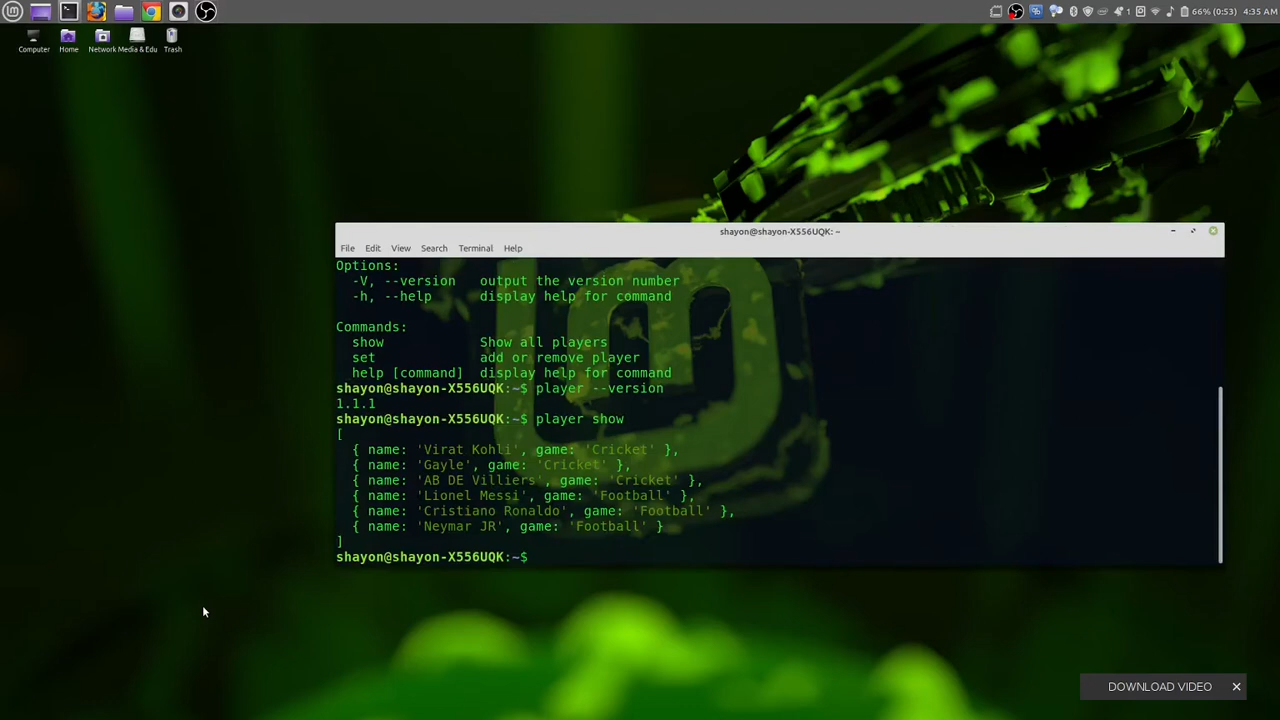 66% (0:53) 4:35 AM
Computer Home Network Media & Edu Trash
shayon@shayon-X556UQK: ~
File Edit View Search Terminal Help
Options:
-V, --version output the version number
-h, --help display help for command
Commands:
show Show all players
set add or remove player
help [command] display help for command
shayon@shayon-X556UQK:~$ player --version
1.1.1
shayon@shayon-X556UQK:~$ player show
[
{ name: 'Virat Kohli', game: 'Cricket' },
{ name: 'Gayle', game: 'Cricket' },
{ name: 'AB DE Villiers', game: 'Cricket' },
{ name: 'Lionel Messi', game: 'Football' },
{ name: 'Cristiano Ronaldo', game: 'Football' },
{ name: 'Neymar JR', game: 'Football' }
]
shayon@shayon-X556UQK:~$
DOWNLOAD VIDEO